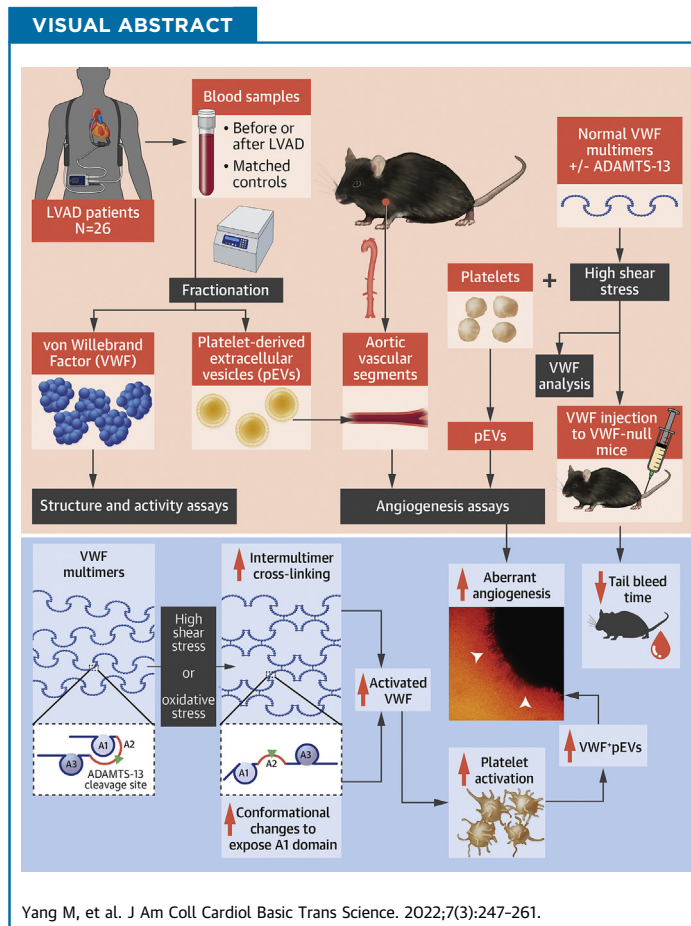 VISUAL ABSTRACT
LVAD patients
N=26
Blood samples
• Before or
after LVAD
• Matched
controls
Normal VWF
multimers
+/- ADAMTS-13
Fractionation
Platelets
+
High shear
stress
von Willebrand
Factor (VWF)
Platelet-derived
extracellular
vesicles (pEVs)
Aortic
vascular
segments
VWF
analysis
pEVs
VWF injection
to VWF-null
mice
Structure and activity assays
Angiogenesis assays
VWF
multimers
High
shear
stress
or
oxidative
stress
Intermultimer
cross-linking
Aberrant
angiogenesis
Tail bleed
time
Activated
VWF
A1
A2
A3
ADAMTS-13
cleavage site
A1
A2
A3
Conformational
changes to
expose A1 domain
Platelet
activation
VWF⁺pEVs
Yang M, et al. J Am Coll Cardiol Basic Trans Science. 2022;7(3):247–261.